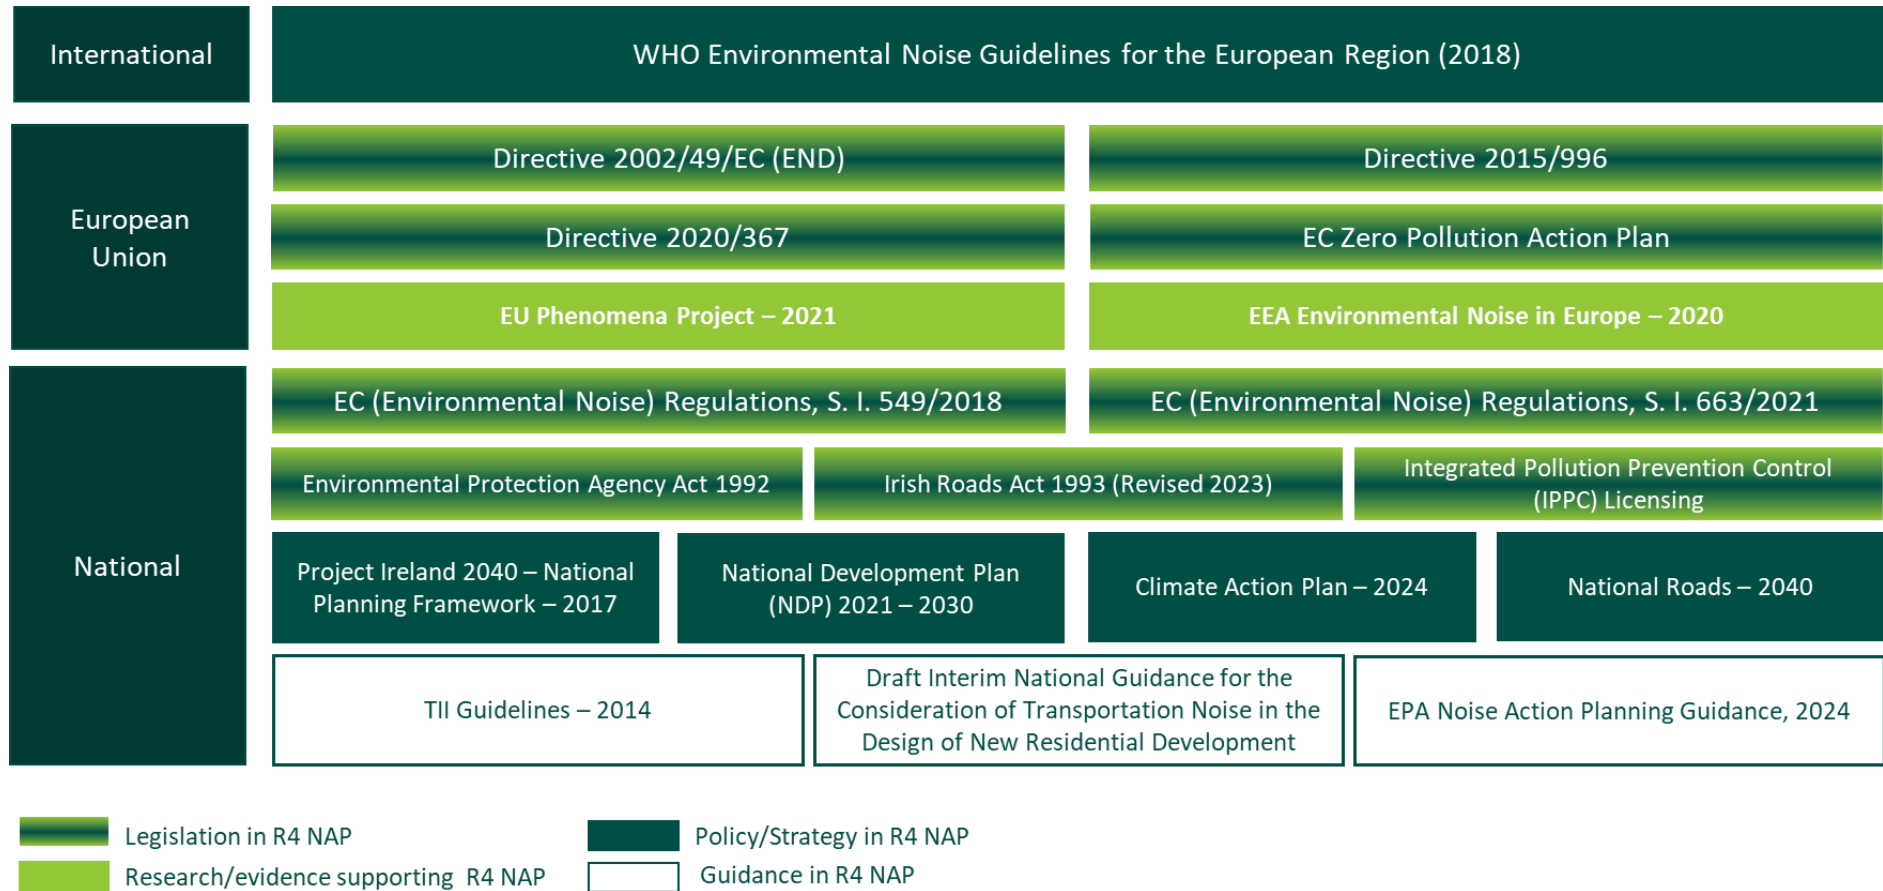 International
WHO Environmental Noise Guidelines for the European Region (2018)
European
Union
Directive 2002/49/EC (END)
Directive 2015/996
Directive 2020/367
EC Zero Pollution Action Plan
EU Phenomena Project – 2021
EEA Environmental Noise in Europe – 2020
National
EC (Environmental Noise) Regulations, S. I. 549/2018
EC (Environmental Noise) Regulations, S. I. 663/2021
Environmental Protection Agency Act 1992
Irish Roads Act 1993 (Revised 2023)
Integrated Pollution Prevention Control
(IPPC) Licensing
Project Ireland 2040 – National
Planning Framework – 2017
National Development Plan
(NDP) 2021 – 2030
Climate Action Plan – 2024
National Roads – 2040
TII Guidelines – 2014
Draft Interim National Guidance for the
Consideration of Transportation Noise in the
Design of New Residential Development
EPA Noise Action Planning Guidance, 2024
Legislation in R4 NAP
Policy/Strategy in R4 NAP
Research/evidence supporting R4 NAP
Guidance in R4 NAP